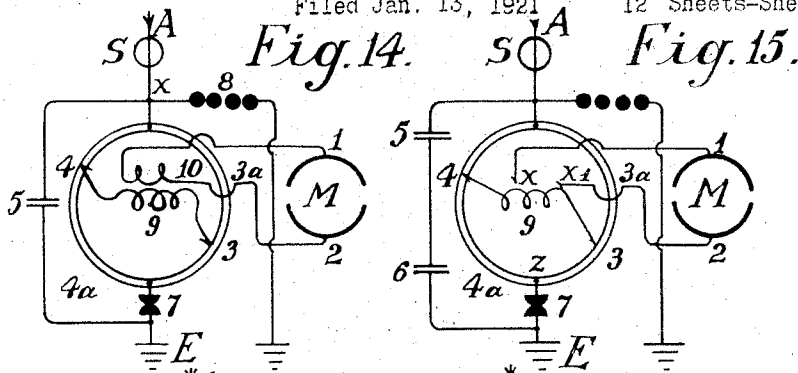 Filed Jan. 13, 1921 12 Sheets-She
A A
S Fig. 14. S Fig. 15.
x 8
5 1 5 1
4 10 3a M 4 x x1 3a M
9 9
3 2 3 2
5
z
4a 7 6 4a 7
E E